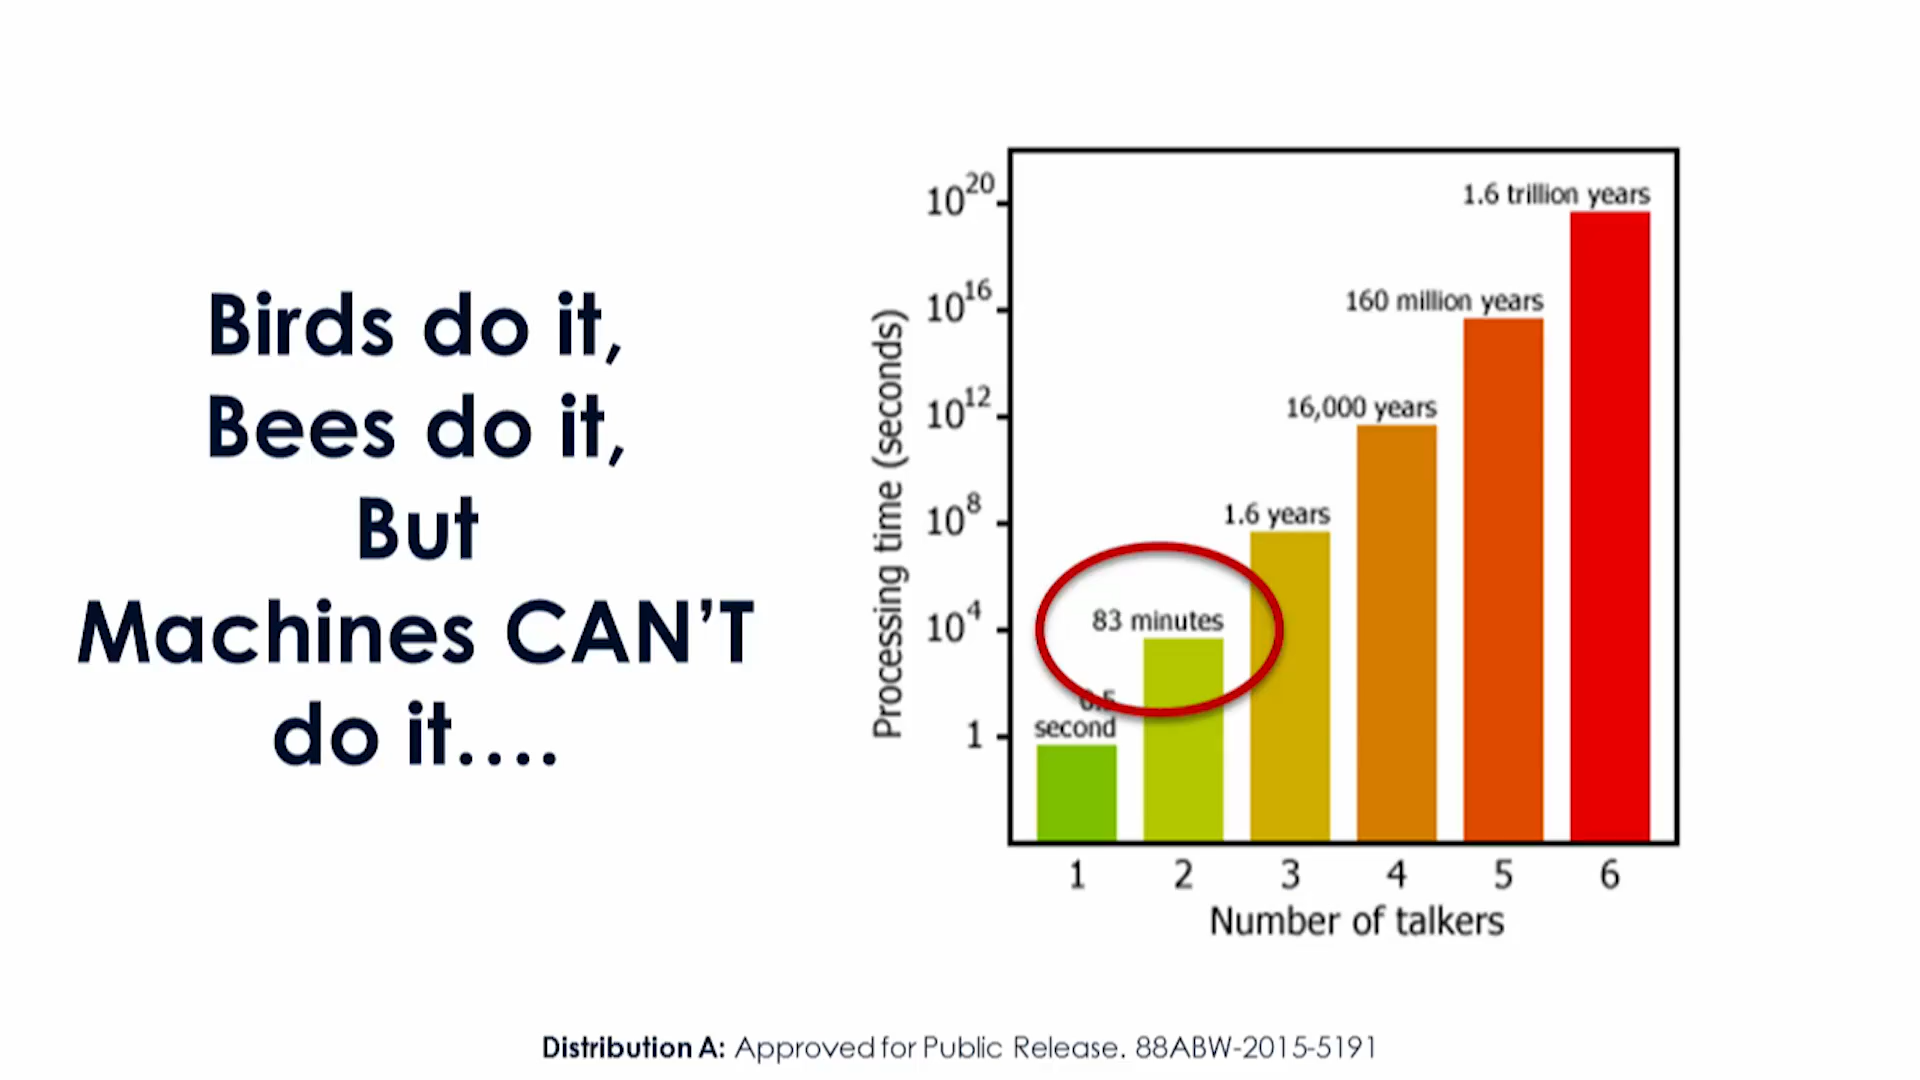 Birds do it,
Bees do it,
But
Machines CAN'T
do it....
Processing time (seconds)
10^20
10^16
10^12
10^8
10^4
1
1.6 trillion years
160 million years
16,000 years
1.6 years
83 minutes
0.5
second
1 2 3 4 5 6
Number of talkers
Distribution A: Approved for Public Release. 88ABW-2015-5191